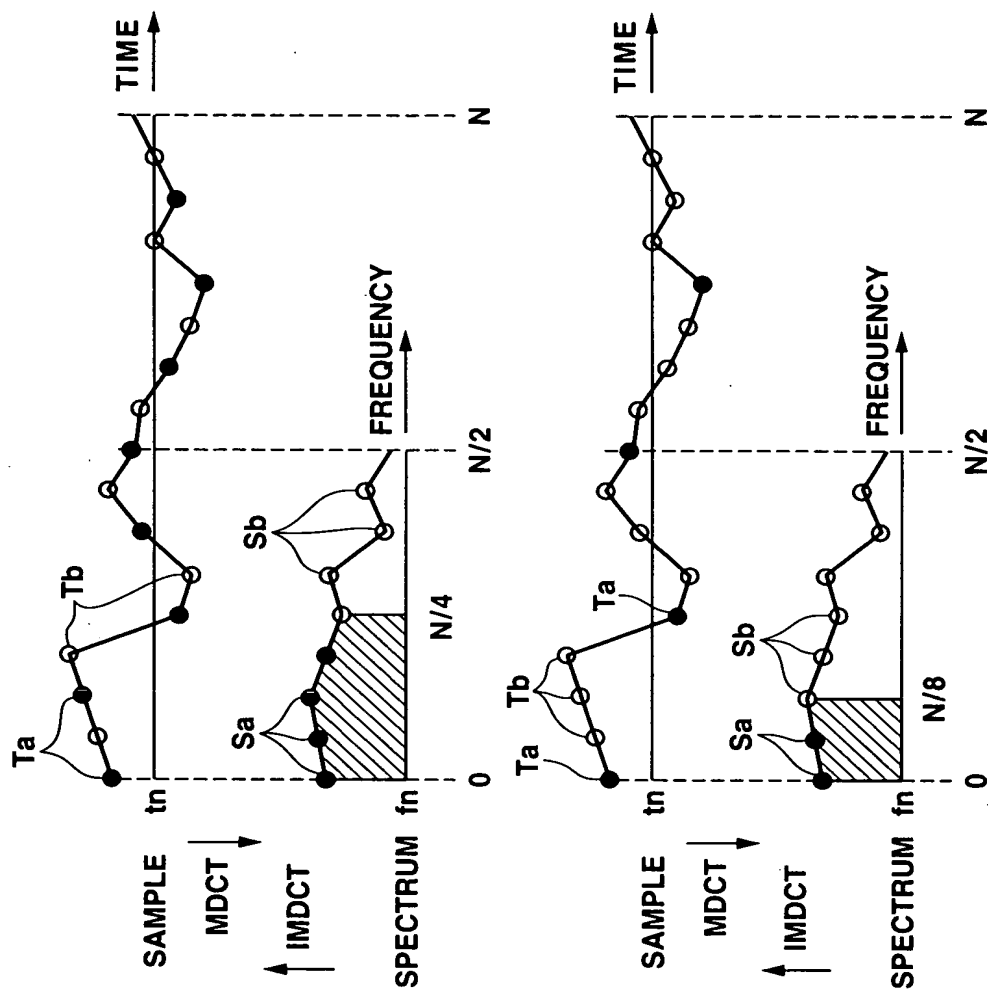 TIME
tn
SAMPLE
Ta
Tb
MDCT
IMDCT
Sa
Sb
FREQUENCY
SPECTRUM
fn
0
N/4
N/2
N
TIME
tn
SAMPLE
Ta
Tb
Ta
MDCT
IMDCT
Sa
Sb
FREQUENCY
SPECTRUM
fn
0
N/8
N/2
N